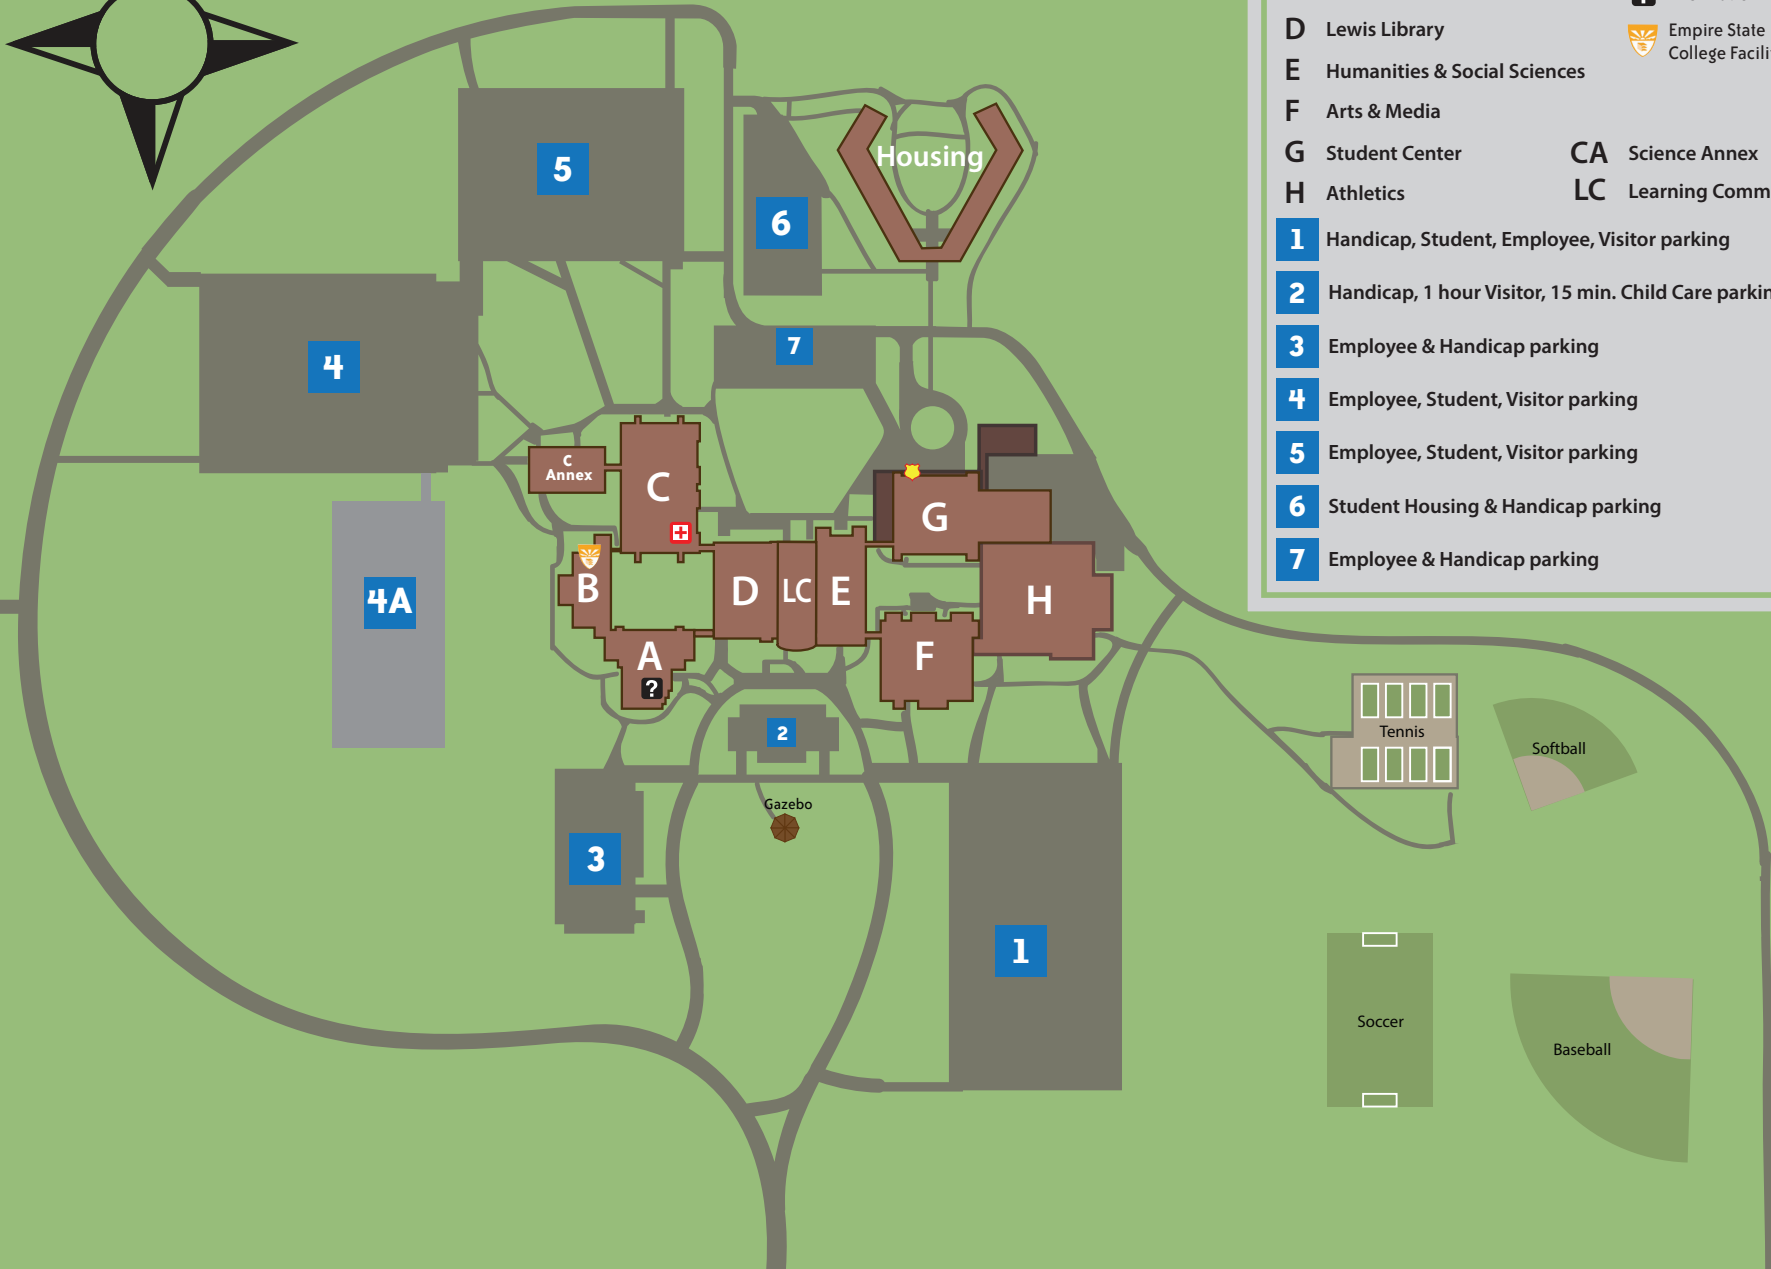 D Lewis Library
Empire State
College Facili
E Humanities & Social Sciences
F Arts & Media
G Student Center
CA Science Annex
H Athletics
LC Learning Comm
1 Handicap, Student, Employee, Visitor parking
2 Handicap, 1 hour Visitor, 15 min. Child Care parkin
3 Employee & Handicap parking
4 Employee, Student, Visitor parking
5 Employee, Student, Visitor parking
6 Student Housing & Handicap parking
7 Employee & Handicap parking
Housing
5
6
7
4
C
Annex
C
G
4A
B
D
LC
E
H
A
?
F
2
Tennis
Softball
Gazebo
3
1
Soccer
Baseball